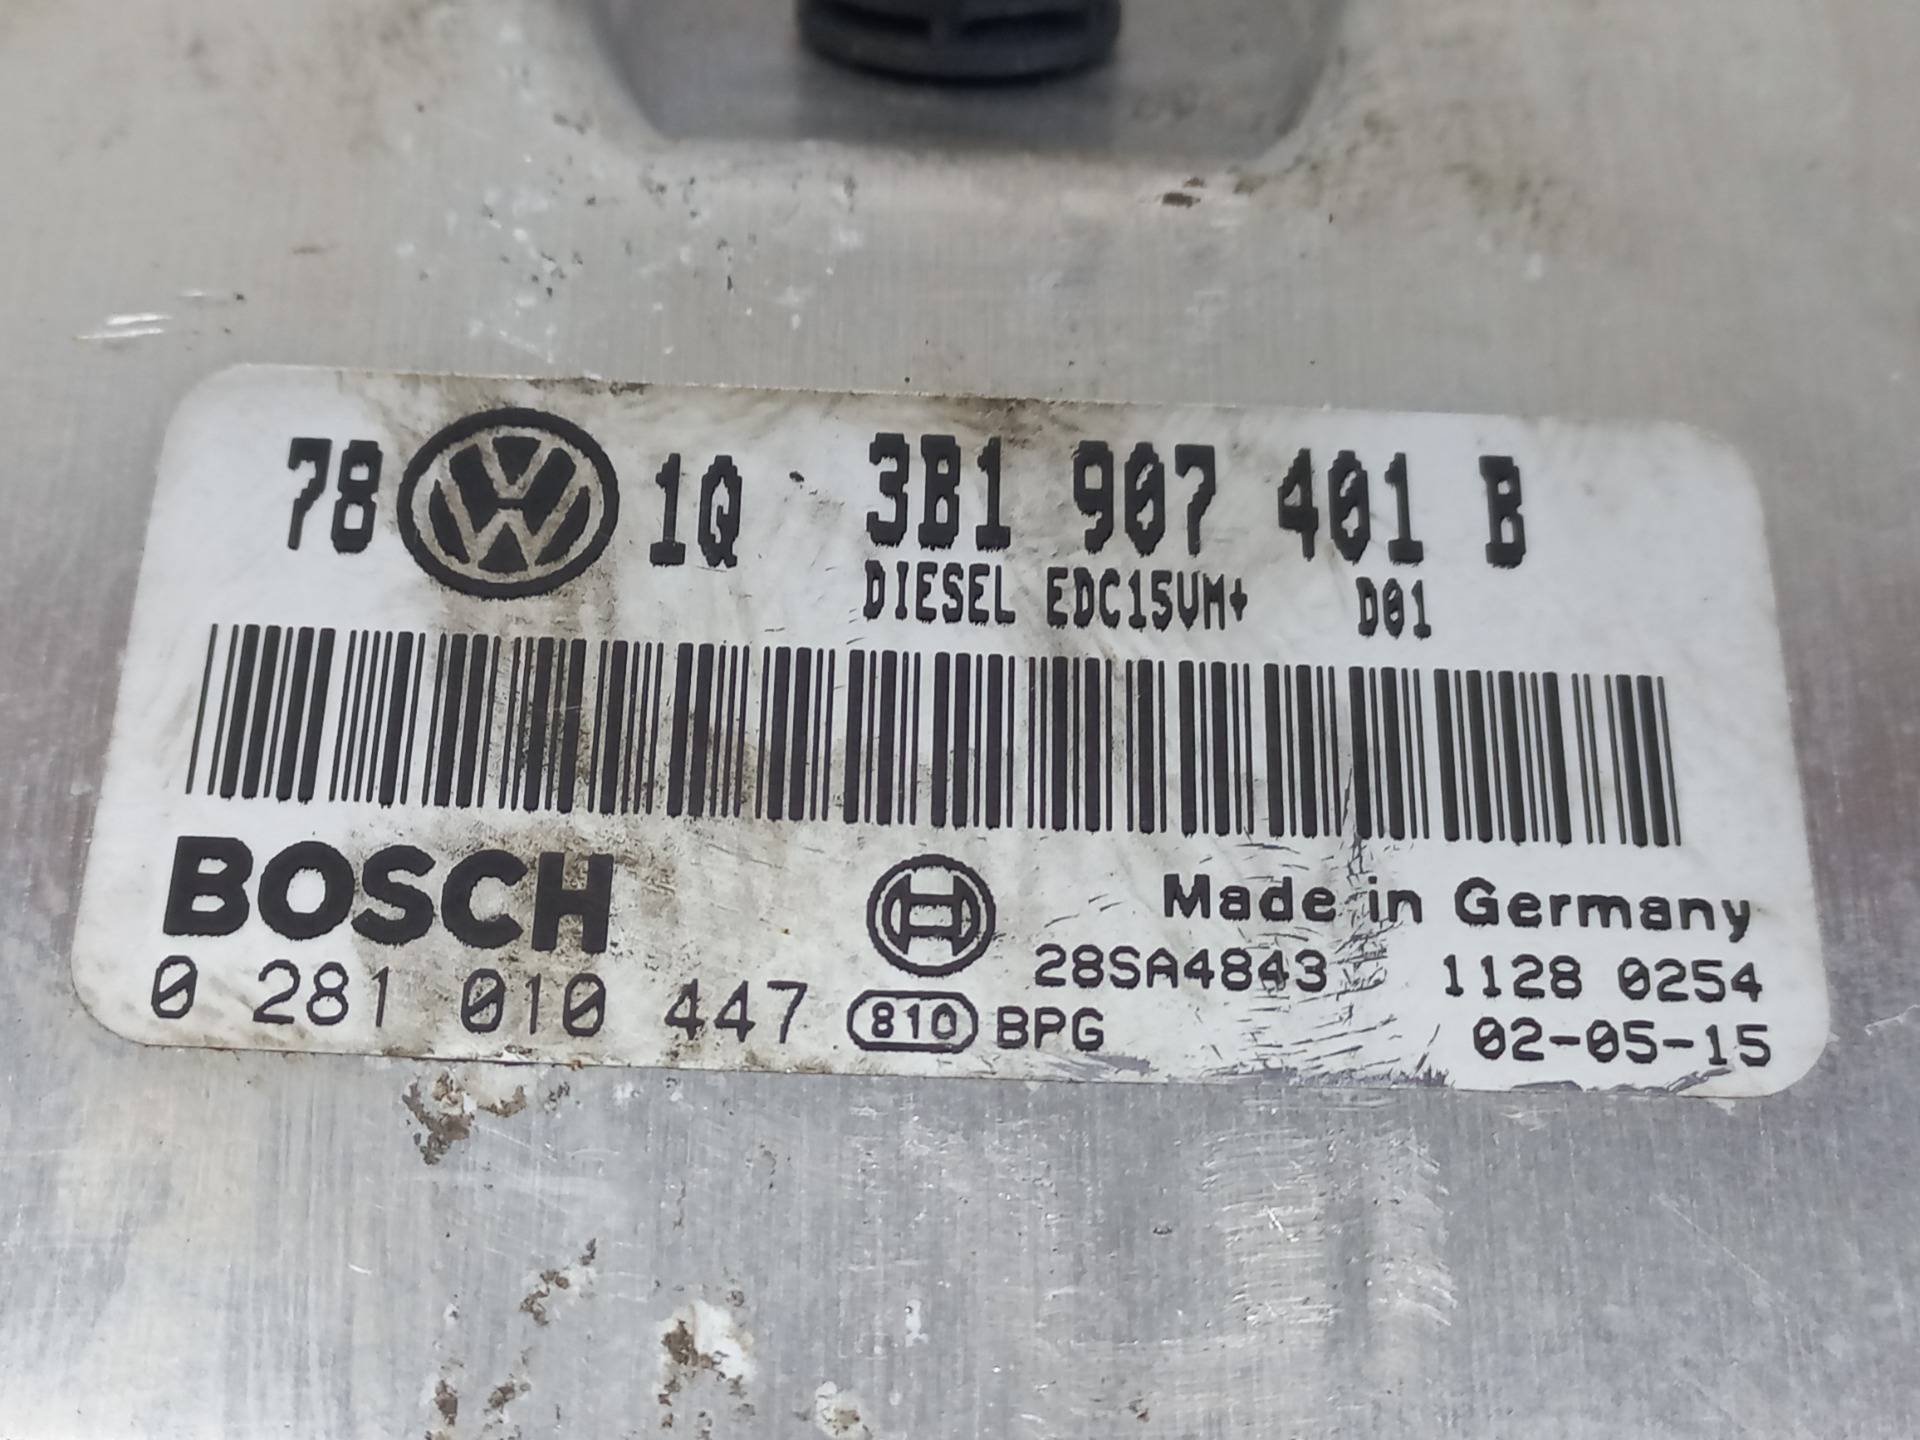 78 VW 1Q 3B1 907 401 B
DIESEL EDC15VM+ D01
BOSCH
Made in Germany
28SA4843 1128 0254
0 281 010 447 810 BPG 02-05-15